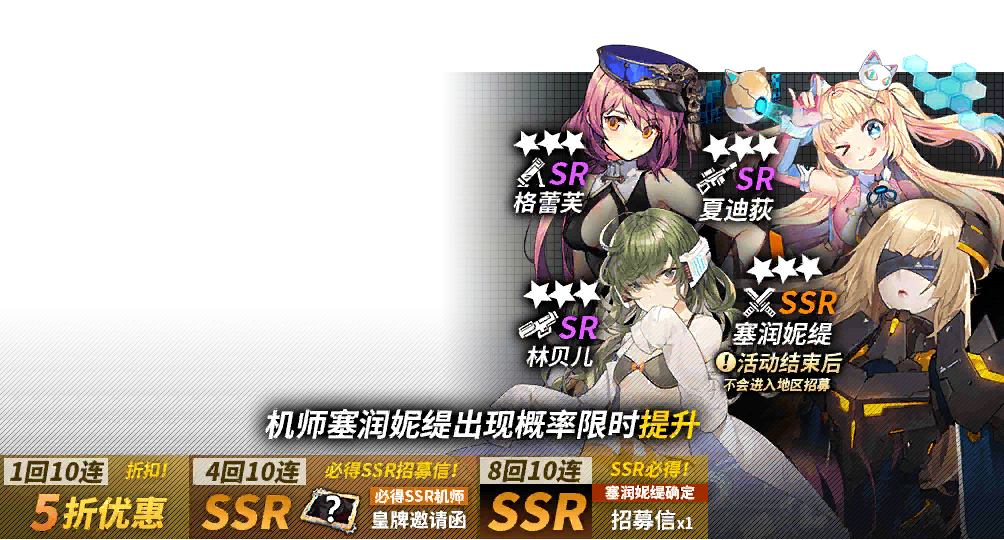 SR
格蕾芙
SR
夏迪荻
SR
林贝儿
SSR
塞润妮缇
!活动结束后
不会进入地区招募
机师塞润妮缇出现概率限时提升
1回10连 折扣!
5折优惠
4回10连 必得SSR招募信!
SSR ? 必得SSR机师
皇牌邀请函
8回10连 SSR必得!
SSR 塞润妮缇确定
招募信x1